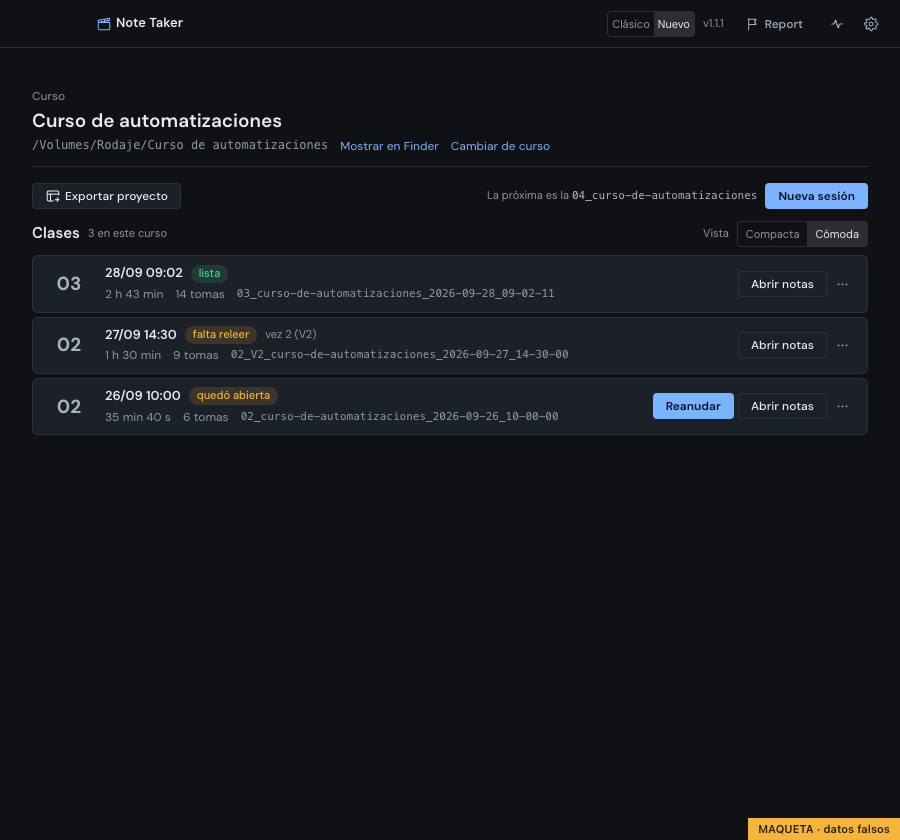 Note Taker
Clásico Nuevo v1.1.1 Report
Curso
Curso de automatizaciones
/Volumes/Rodaje/Curso de automatizaciones Mostrar en Finder Cambiar de curso
Exportar proyecto La próxima es la 04_curso-de-automatizaciones Nueva sesión
Clases 3 en este curso Vista Compacta Cómoda
03 28/09 09:02 lista Abrir notas ...
2 h 43 min 14 tomas 03_curso-de-automatizaciones_2026-09-28_09-02-11
02 27/09 14:30 falta releer vez 2 (V2) Abrir notas ...
1 h 30 min 9 tomas 02_V2_curso-de-automatizaciones_2026-09-27_14-30-00
02 26/09 10:00 quedó abierta Reanudar Abrir notas ...
35 min 40 s 6 tomas 02_curso-de-automatizaciones_2026-09-26_10-00-00
MAQUETA · datos falsos